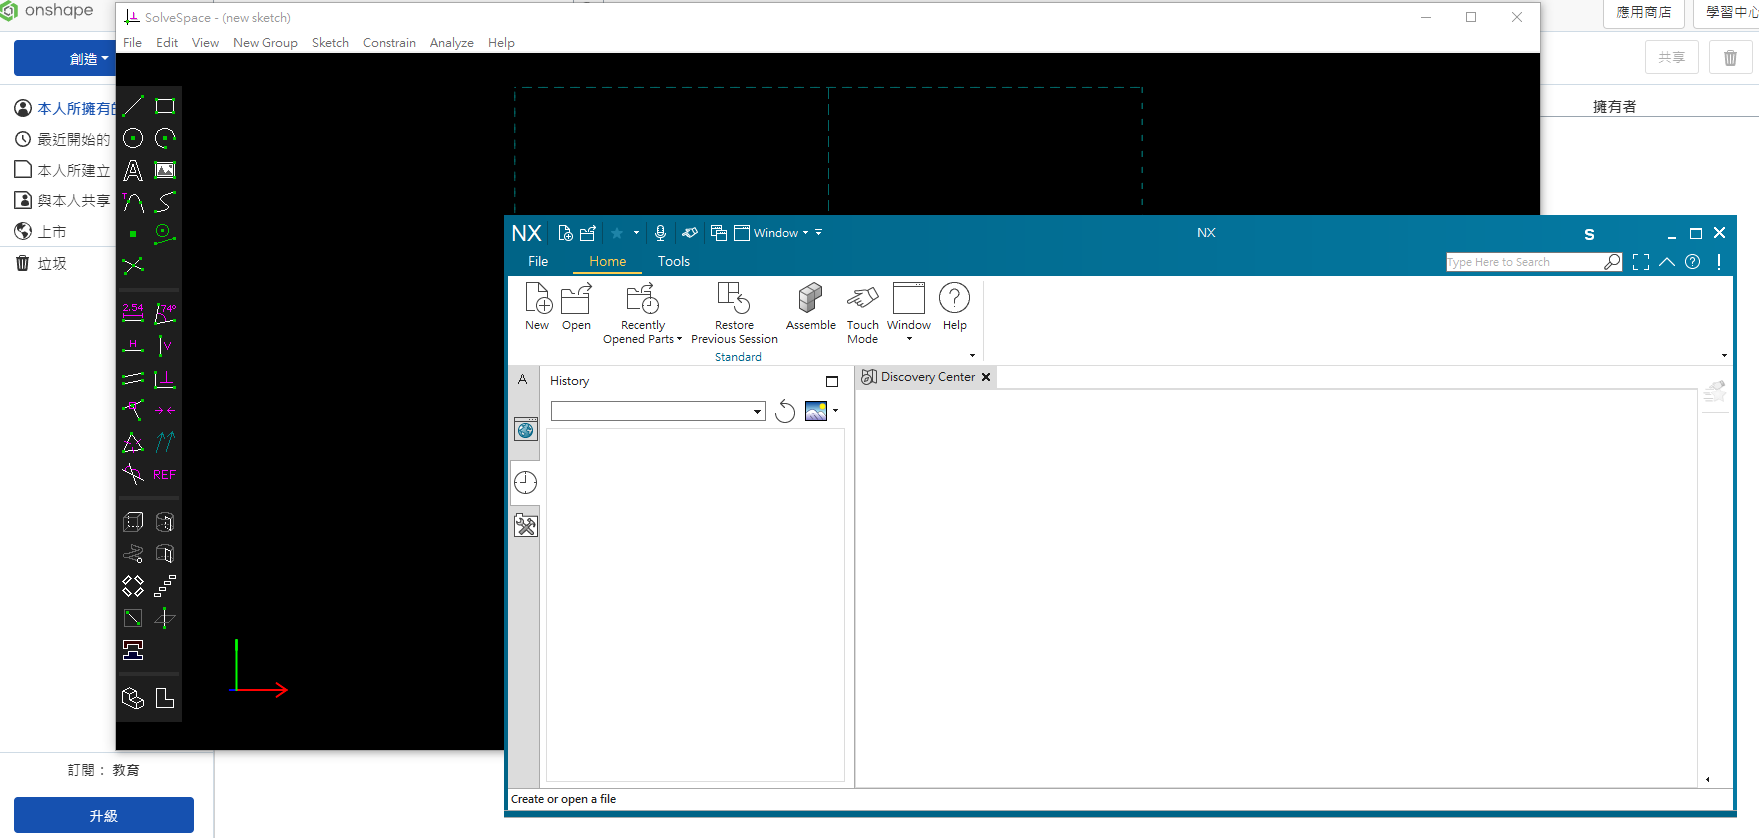 onshape
應用商店
學習中心
創造
共享
本人所擁有的
最近開始的
本人所建立
與本人共享
上市
垃圾
擁有者
訂閱： 教育
升級
SolveSpace - (new sketch)
File Edit View New Group Sketch Constrain Analyze Help
A
T
2.54 74°
H V
REF
NX Window NX S
File Home Tools
Type Here to Search
New Open Recently Opened Parts Restore Previous Session Assemble Touch Mode Window Help
Standard
A History
Discovery Center
Create or open a file